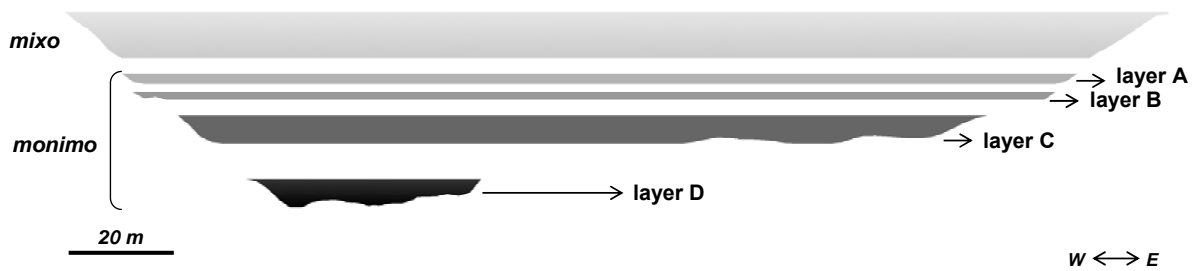 mixo
layer A
layer B
monimo
layer C
layer D
20 m
W E